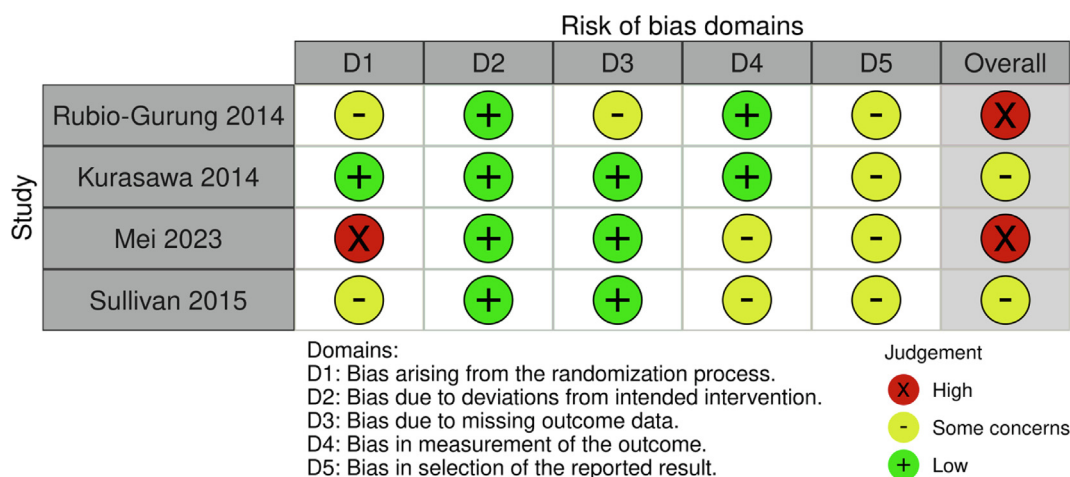 Risk of bias domains
D1 D2 D3 D4 D5 Overall
Study
Rubio-Gurung 2014 - + - + - X
Kurasawa 2014 + + + + - -
Mei 2023 X + + - - X
Sullivan 2015 - + + - - -
Domains:
D1: Bias arising from the randomization process.
D2: Bias due to deviations from intended intervention.
D3: Bias due to missing outcome data.
D4: Bias in measurement of the outcome.
D5: Bias in selection of the reported result.
Judgement
X High
- Some concerns
+ Low